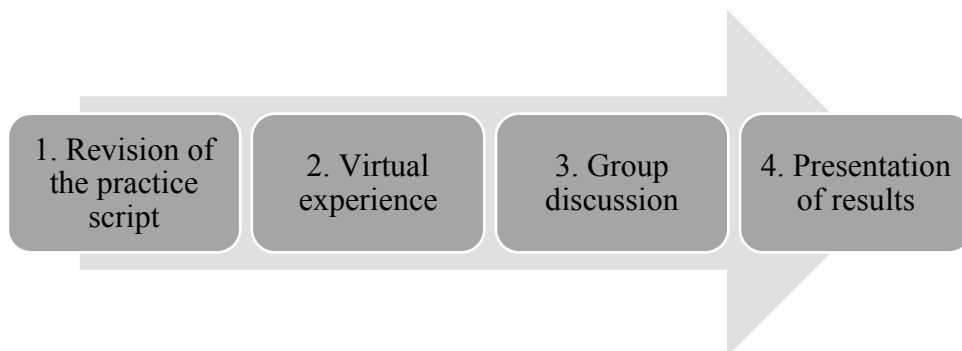 1. Revision of
the practice
script
2. Virtual
experience
3. Group
discussion
4. Presentation
of results